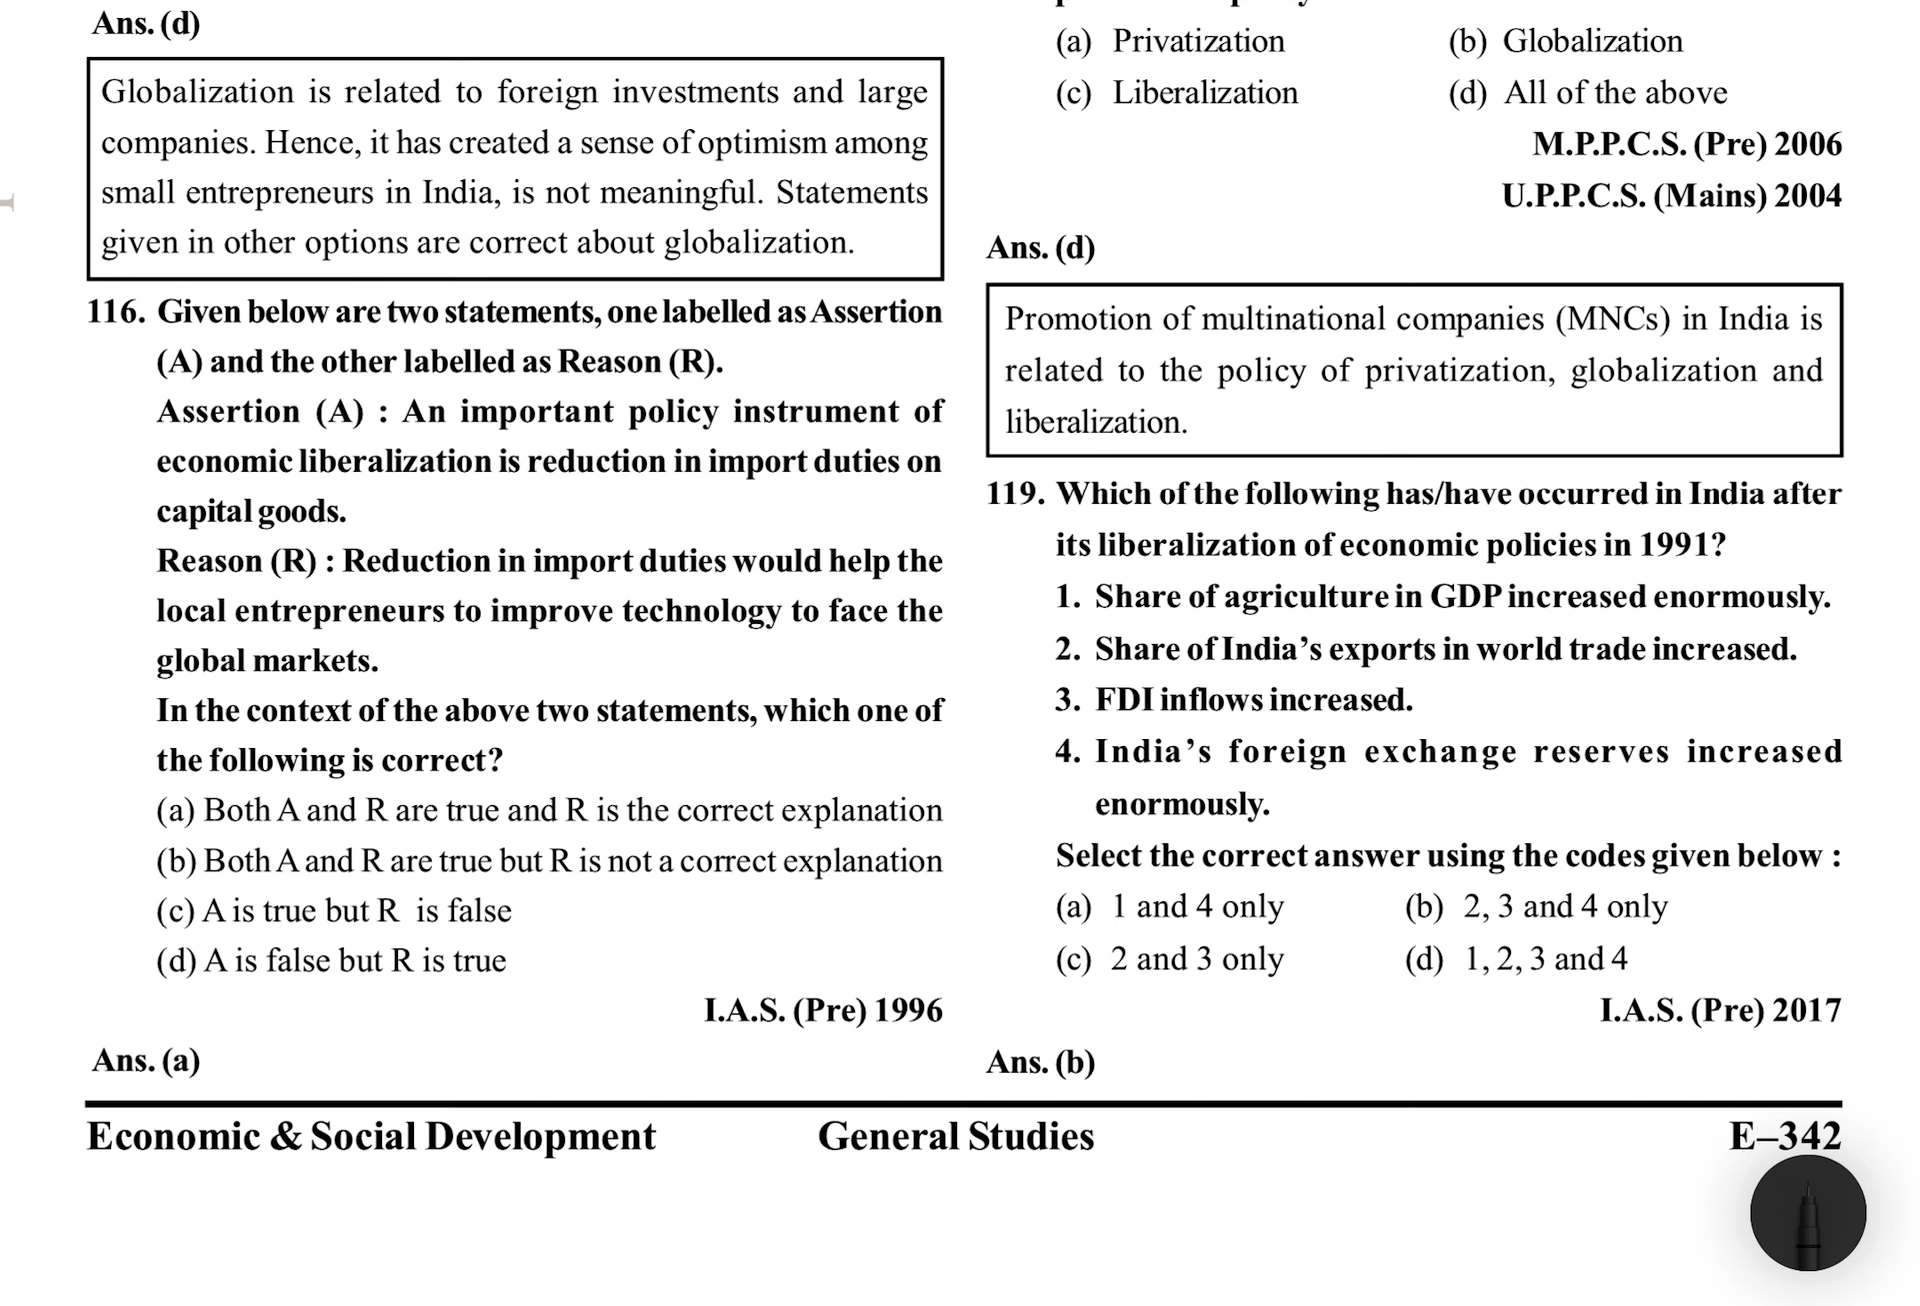 Ans. (d)
Globalization is related to foreign investments and large
companies. Hence, it has created a sense of optimism among
small entrepreneurs in India, is not meaningful. Statements
given in other options are correct about globalization.
116. Given below are two statements, one labelled as Assertion
(A) and the other labelled as Reason (R).
Assertion (A) : An important policy instrument of
economic liberalization is reduction in import duties on
capital goods.
Reason (R) : Reduction in import duties would help the
local entrepreneurs to improve technology to face the
global markets.
In the context of the above two statements, which one of
the following is correct?
(a) Both A and R are true and R is the correct explanation
(b) Both A and R are true but R is not a correct explanation
(c) A is true but R is false
(d) A is false but R is true
I.A.S. (Pre) 1996
Ans. (a)
(a) Privatization (b) Globalization
(c) Liberalization (d) All of the above
M.P.P.C.S. (Pre) 2006
U.P.P.C.S. (Mains) 2004
Ans. (d)
Promotion of multinational companies (MNCs) in India is
related to the policy of privatization, globalization and
liberalization.
119. Which of the following has/have occurred in India after
its liberalization of economic policies in 1991?
1. Share of agriculture in GDP increased enormously.
2. Share of India’s exports in world trade increased.
3. FDI inflows increased.
4. India’s foreign exchange reserves increased
enormously.
Select the correct answer using the codes given below :
(a) 1 and 4 only (b) 2, 3 and 4 only
(c) 2 and 3 only (d) 1, 2, 3 and 4
I.A.S. (Pre) 2017
Ans. (b)
Economic & Social Development General Studies E–342